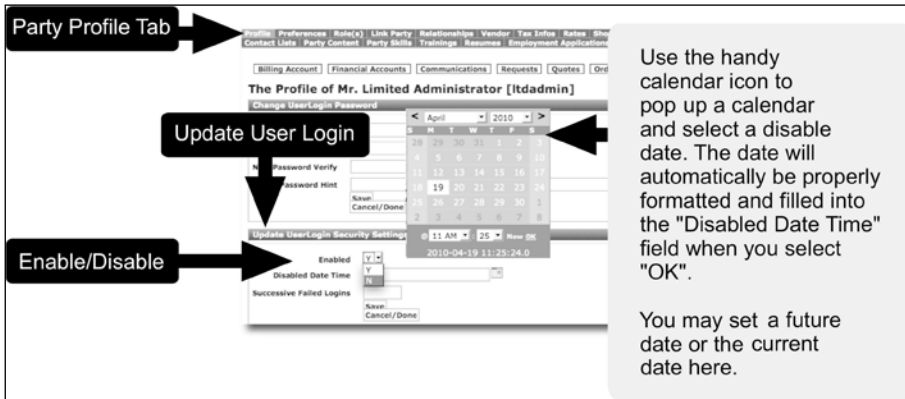 Party Profile Tab
Profile Preferences Role(s) Link Party Relationships Vendor Tax Infos Rates
Contact Lists Party Content Party Skills Trainings Resumes Employment Applications
Billing Account Financial Accounts Communications Requests Quotes
The Profile of Mr. Limited Administrator [ltdadmin]
Change UserLogin Password
Update User Login
Password Verify
Password Hint
Save
Cancel/Done
< April 2010 >
S M T W T F S
28 29 30 31 1 2 3
4 5 6 7 8 9 10
11 12 13 14 15 16 17
18 19 20 21 22 23 24
25 26 27 28 29 30 1
2 3 4 5 6 7 8
@ 11 AM : 25 Now OK
2010-04-19 11:25:24.0
Update UserLogin Security Settings
Enable/Disable
Enabled Y
Y
N
Disabled Date Time
Successive Failed Logins
Save
Cancel/Done
Use the handy
calendar icon to
pop up a calendar
and select a disable
date. The date will
automatically be properly
formatted and filled into
the "Disabled Date Time"
field when you select
"OK".
You may set a future
date or the current
date here.